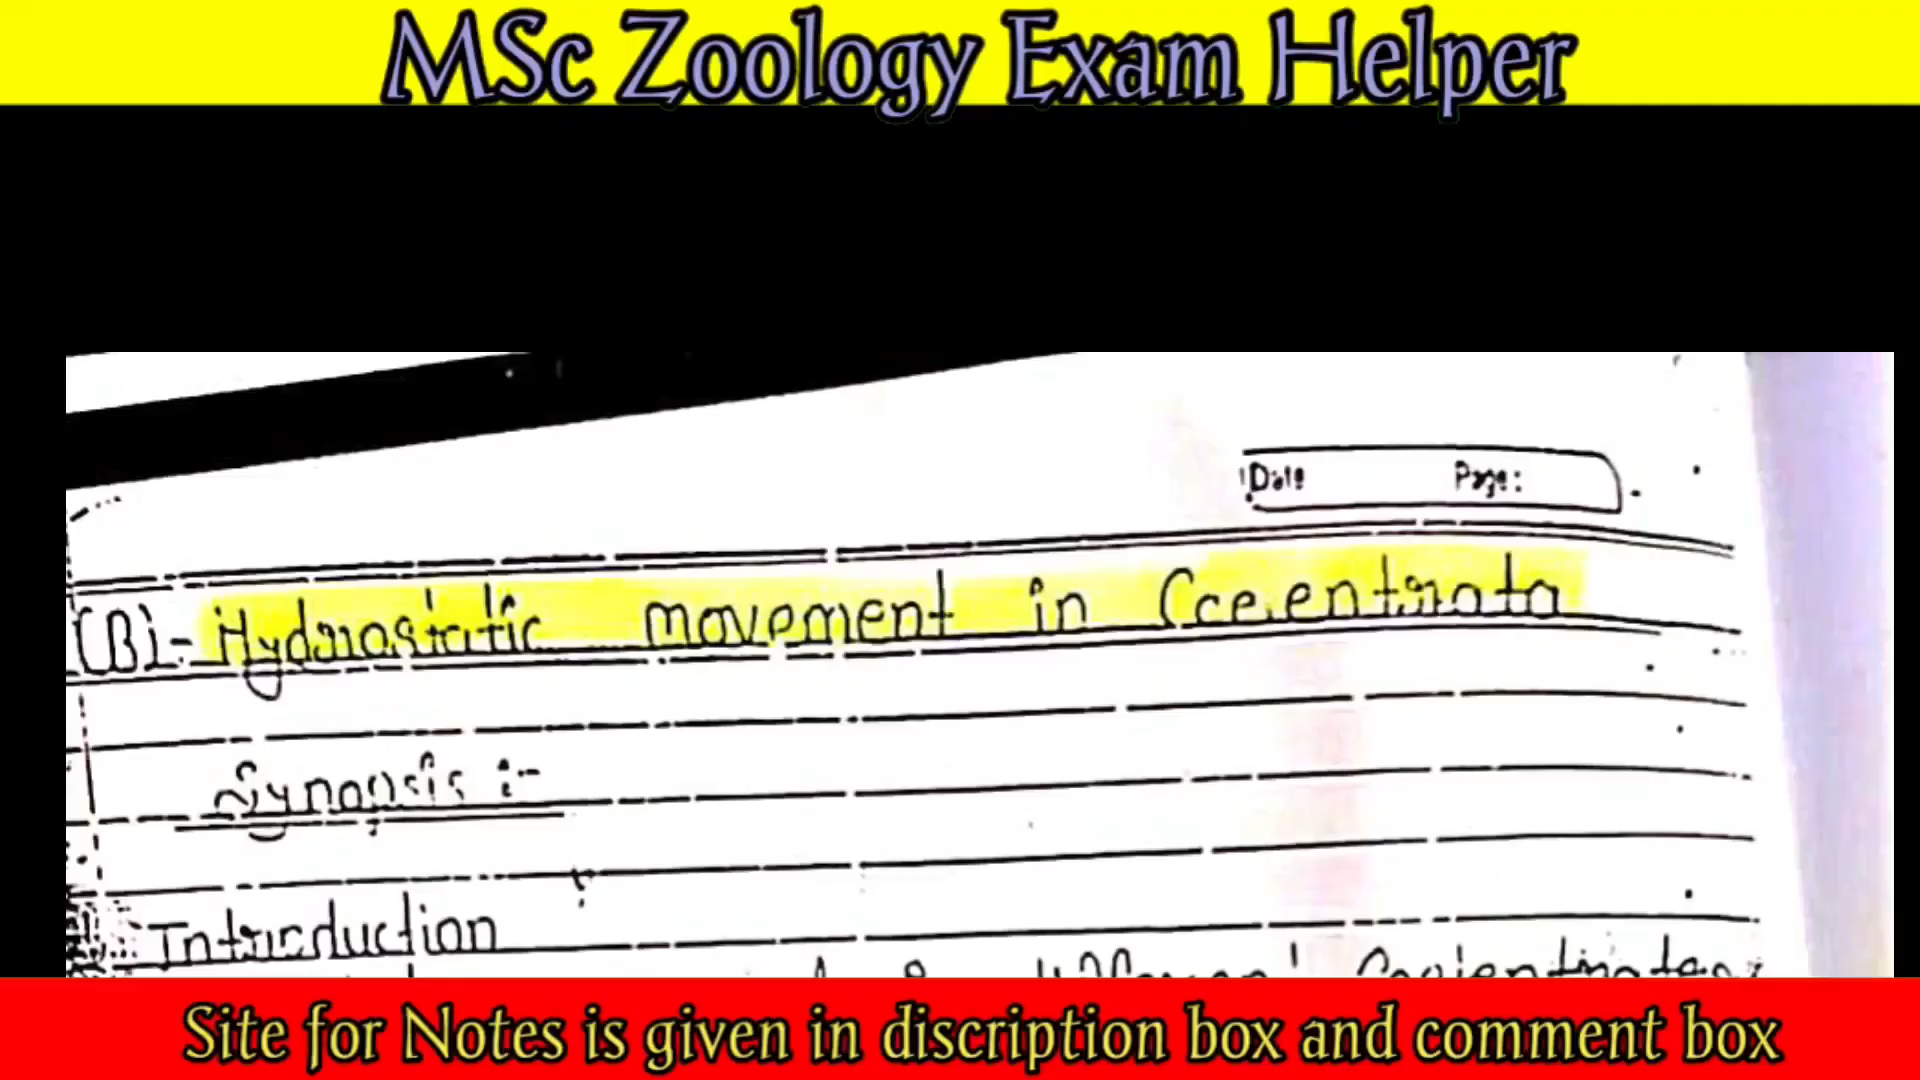 MSc Zoology Exam Helper
Date Page:
(B)- Hydrostatic movement in Coelentrata
Synopsis :-
Introduction
Site for Notes is given in discription box and comment box